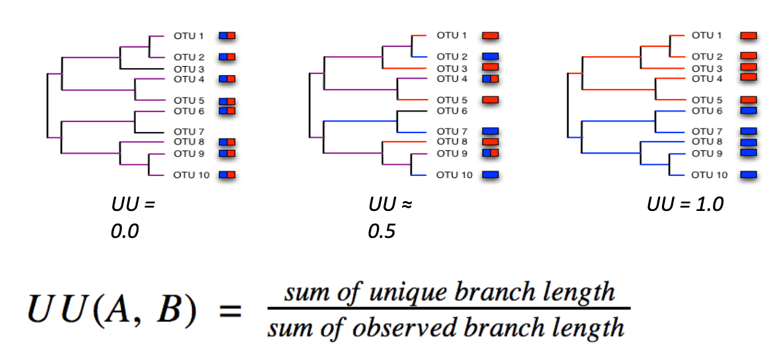 OTU 1
OTU 2
OTU 3
OTU 4
OTU 5
OTU 6
OTU 7
OTU 8
OTU 9
OTU 10
UU =
0.0
OTU 1
OTU 2
OTU 3
OTU 4
OTU 5
OTU 6
OTU 7
OTU 8
OTU 9
OTU 10
UU ≈
0.5
OTU 1
OTU 2
OTU 3
OTU 4
OTU 5
OTU 6
OTU 7
OTU 8
OTU 9
OTU 10
UU = 1.0
UU(A, B) = sum of unique branch length
sum of observed branch length